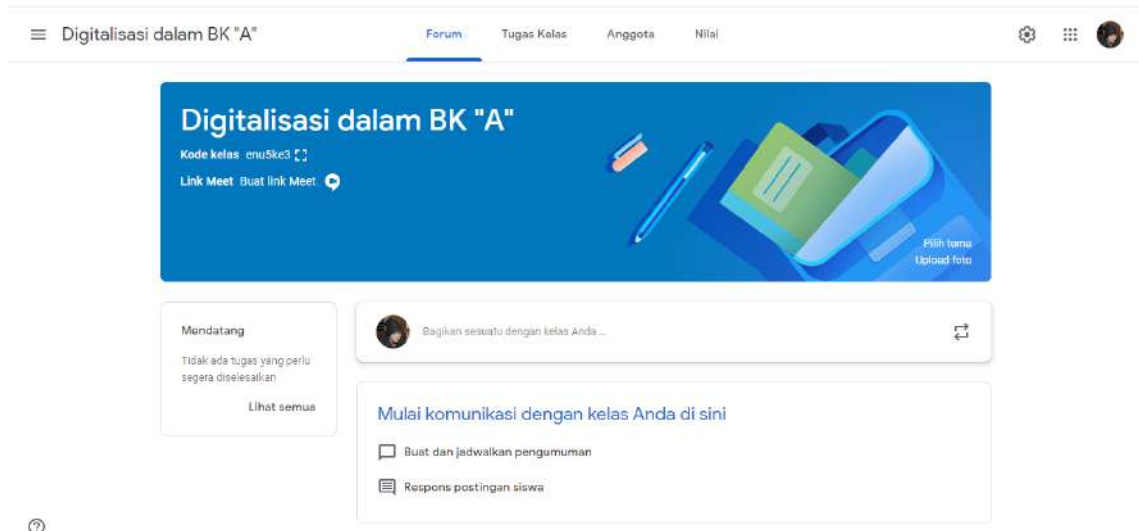 Digitalisasi dalam BK "A"
Forum
Tugas Kelas
Anggota
Nilai
Digitalisasi dalam BK "A"
Kode kelas enu5ke3
Link Meet Buat link Meet
Pilih tema
Upload foto
Mendatang
Tidak ada tugas yang perlu
segera diselesaikan
Lihat semua
Bagikan sesuatu dengan kelas Anda ...
Mulai komunikasi dengan kelas Anda di sini
Buat dan jadwalkan pengumuman
Respons postingan siswa